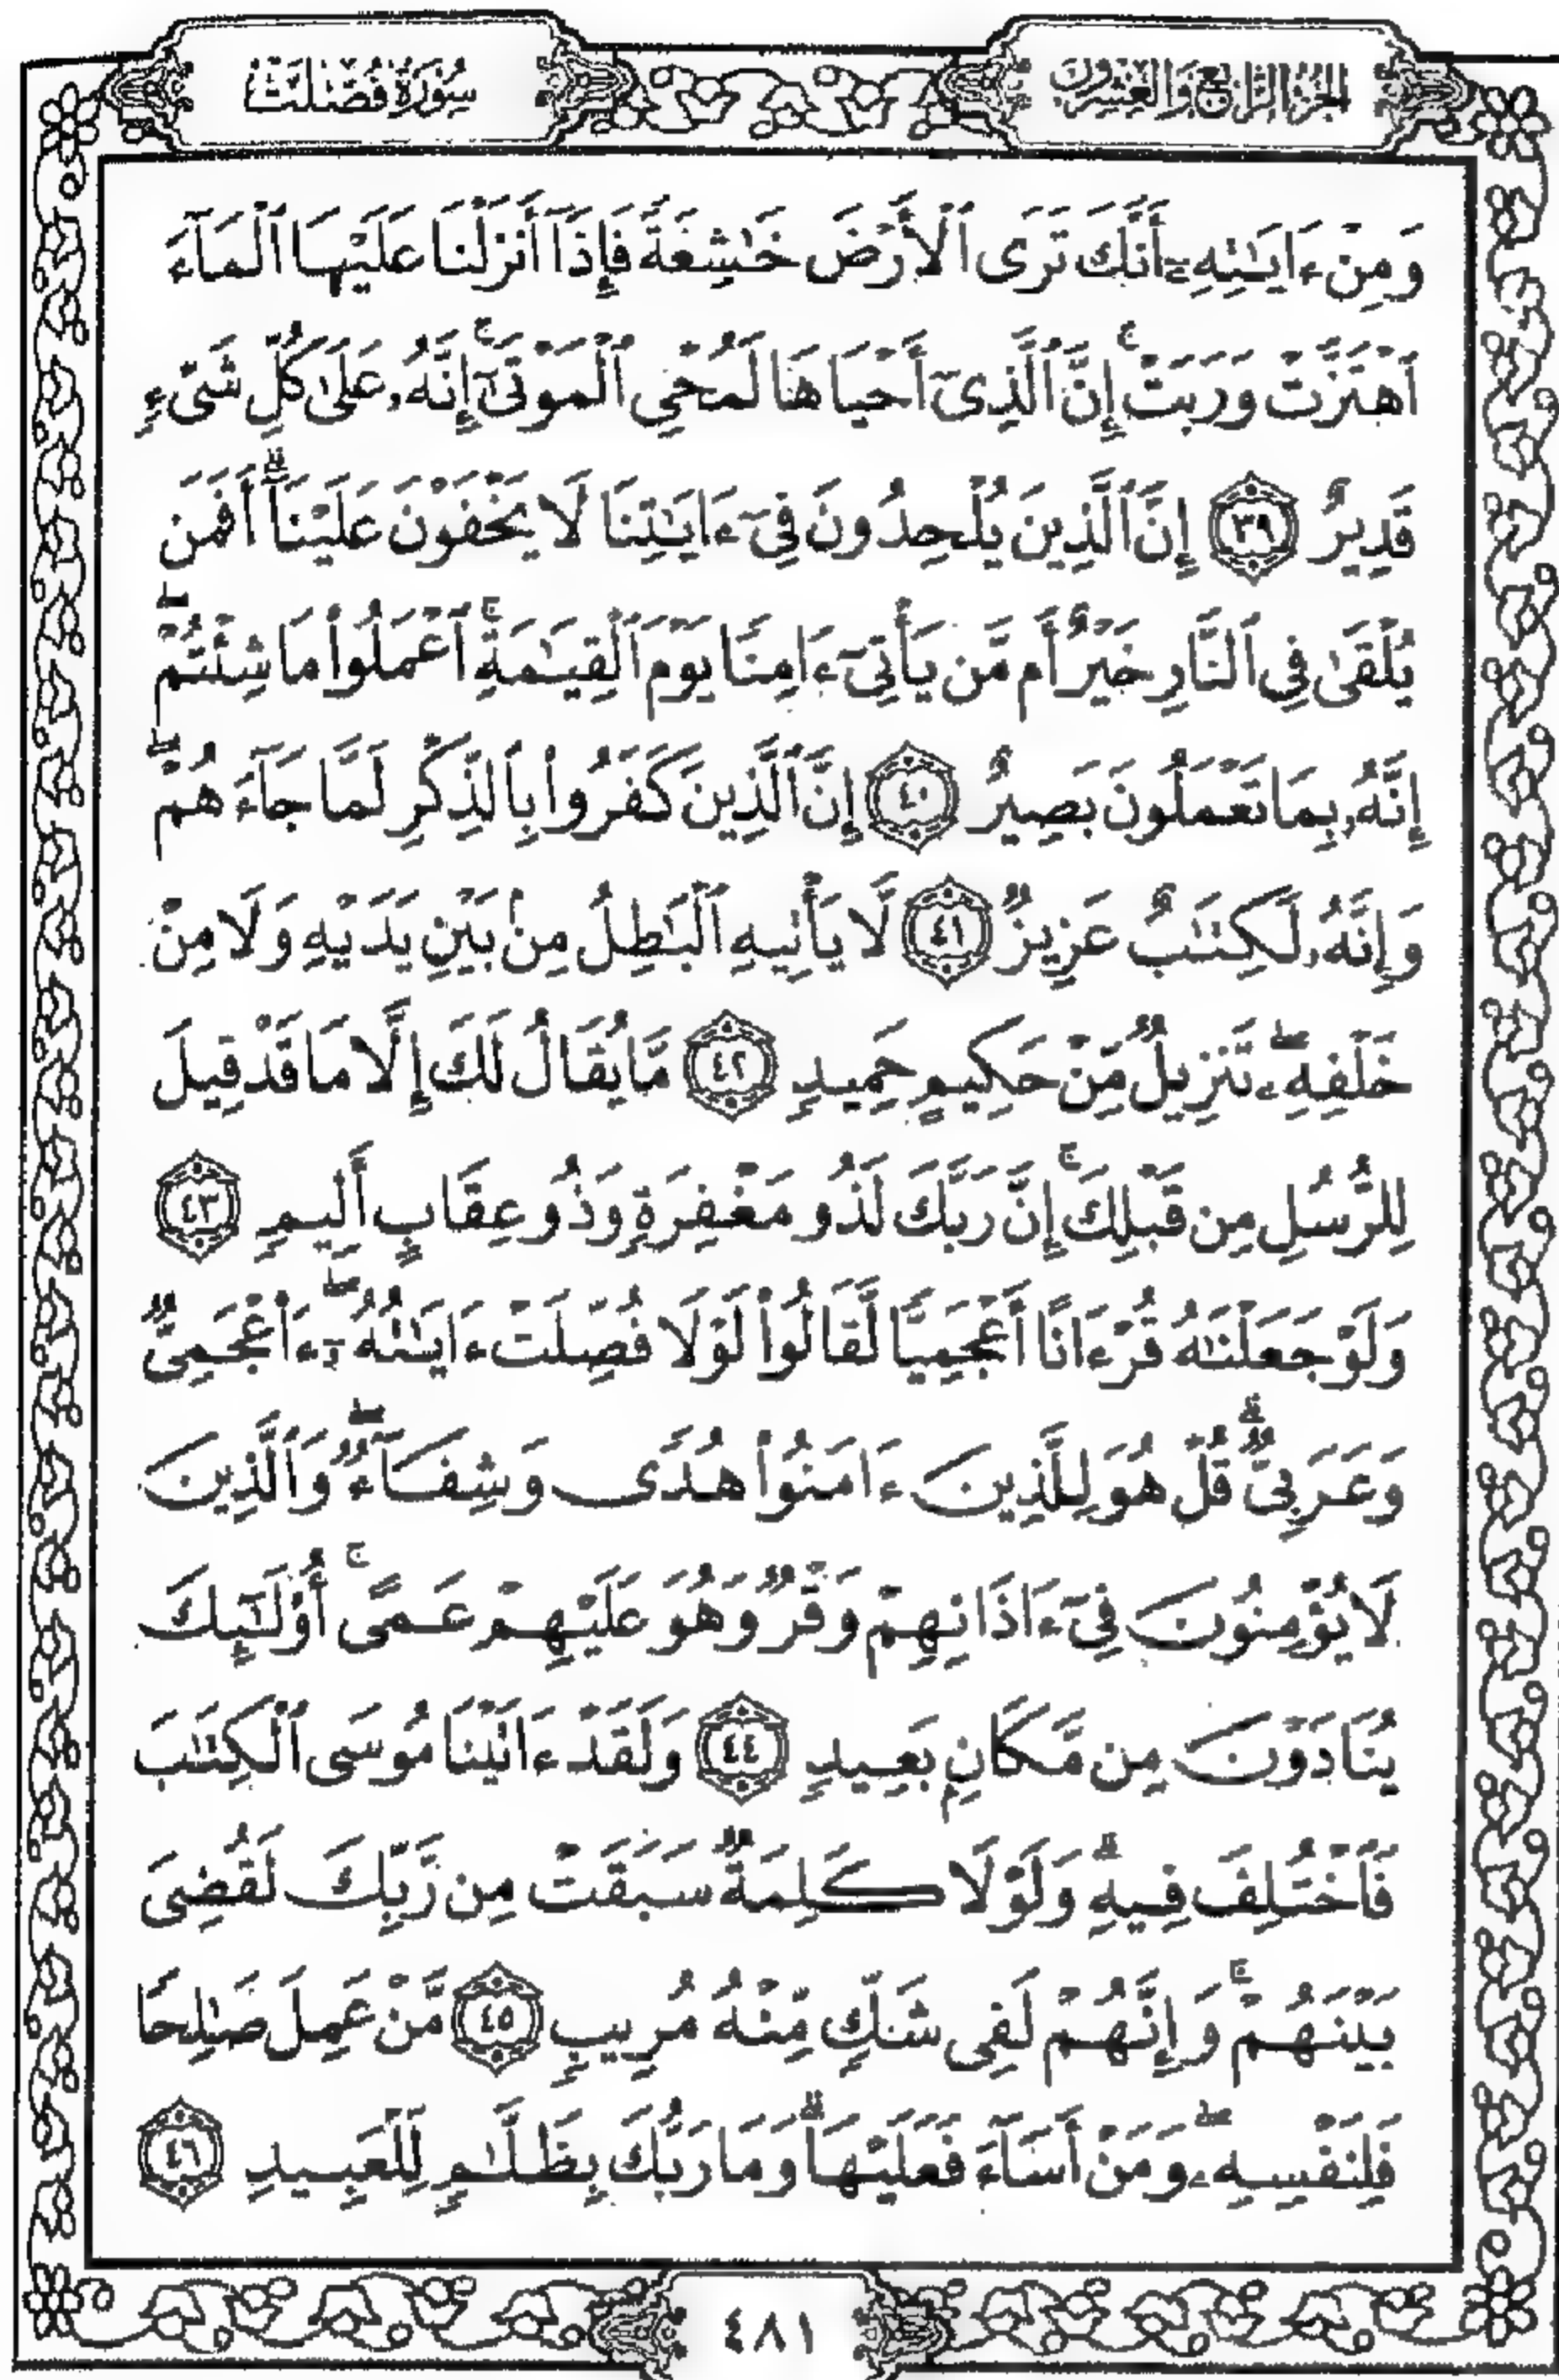 الجزء الرابع والعشرون
سورة فصلت
وَمِنْ ءَايَٰتِهِۦٓ أَنَّكَ تَرَى ٱلْأَرْضَ خَٰشِعَةً فَإِذَآ أَنزَلْنَا عَلَيْهَا ٱلْمَآءَ
ٱهْتَزَّتْ وَرَبَتْ ۚ إِنَّ ٱلَّذِىٓ أَحْيَاهَا لَمُحْىِ ٱلْمَوْتَىٰٓ ۚ إِنَّهُۥ عَلَىٰ كُلِّ شَىْءٍ
قَدِيرٌ ٣٩ إِنَّ ٱلَّذِينَ يُلْحِدُونَ فِىٓ ءَايَٰتِنَا لَا يَخْفَوْنَ عَلَيْنَآ ۗ أَفَمَن
يُلْقَىٰ فِى ٱلنَّارِ خَيْرٌ أَم مَّن يَأْتِىٓ ءَامِنًا يَوْمَ ٱلْقِيَٰمَةِ ۚ ٱعْمَلُوا۟ مَا شِئْتُمْ ۖ
إِنَّهُۥ بِمَا تَعْمَلُونَ بَصِيرٌ ٤٠ إِنَّ ٱلَّذِينَ كَفَرُوا۟ بِٱلذِّكْرِ لَمَّا جَآءَهُمْ ۖ
وَإِنَّهُۥ لَكِتَٰبٌ عَزِيزٌ ٤١ لَّا يَأْتِيهِ ٱلْبَٰطِلُ مِنۢ بَيْنِ يَدَيْهِ وَلَا مِنْ
خَلْفِهِۦ ۖ تَنزِيلٌ مِّنْ حَكِيمٍ حَمِيدٍ ٤٢ مَّا يُقَالُ لَكَ إِلَّا مَا قَدْ قِيلَ
لِلرُّسُلِ مِن قَبْلِكَ ۚ إِنَّ رَبَّكَ لَذُو مَغْفِرَةٍ وَذُو عِقَابٍ أَلِيمٍ ٤٣
وَلَوْ جَعَلْنَٰهُ قُرْءَانًا أَعْجَمِيًّا لَّقَالُوا۟ لَوْلَا فُصِّلَتْ ءَايَٰتُهُۥٓ ۖ ءَا۬عْجَمِىٌّ
وَعَرَبِىٌّ ۗ قُلْ هُوَ لِلَّذِينَ ءَامَنُوا۟ هُدًى وَشِفَآءٌ ۖ وَٱلَّذِينَ
لَا يُؤْمِنُونَ فِىٓ ءَاذَانِهِمْ وَقْرٌ وَهُوَ عَلَيْهِمْ عَمًى ۚ أُو۟لَٰٓئِكَ
يُنَادَوْنَ مِن مَّكَانٍۭ بَعِيدٍ ٤٤ وَلَقَدْ ءَاتَيْنَا مُوسَى ٱلْكِتَٰبَ
فَٱخْتُلِفَ فِيهِ ۗ وَلَوْلَا كَلِمَةٌ سَبَقَتْ مِن رَّبِّكَ لَقُضِىَ
بَيْنَهُمْ ۚ وَإِنَّهُمْ لَفِى شَكٍّ مِّنْهُ مُرِيبٍ ٤٥ مَّنْ عَمِلَ صَٰلِحًا
فَلِنَفْسِهِۦ ۖ وَمَنْ أَسَآءَ فَعَلَيْهَا ۗ وَمَا رَبُّكَ بِظَلَّٰمٍ لِّلْعَبِيدِ ٤٦
٤٨١